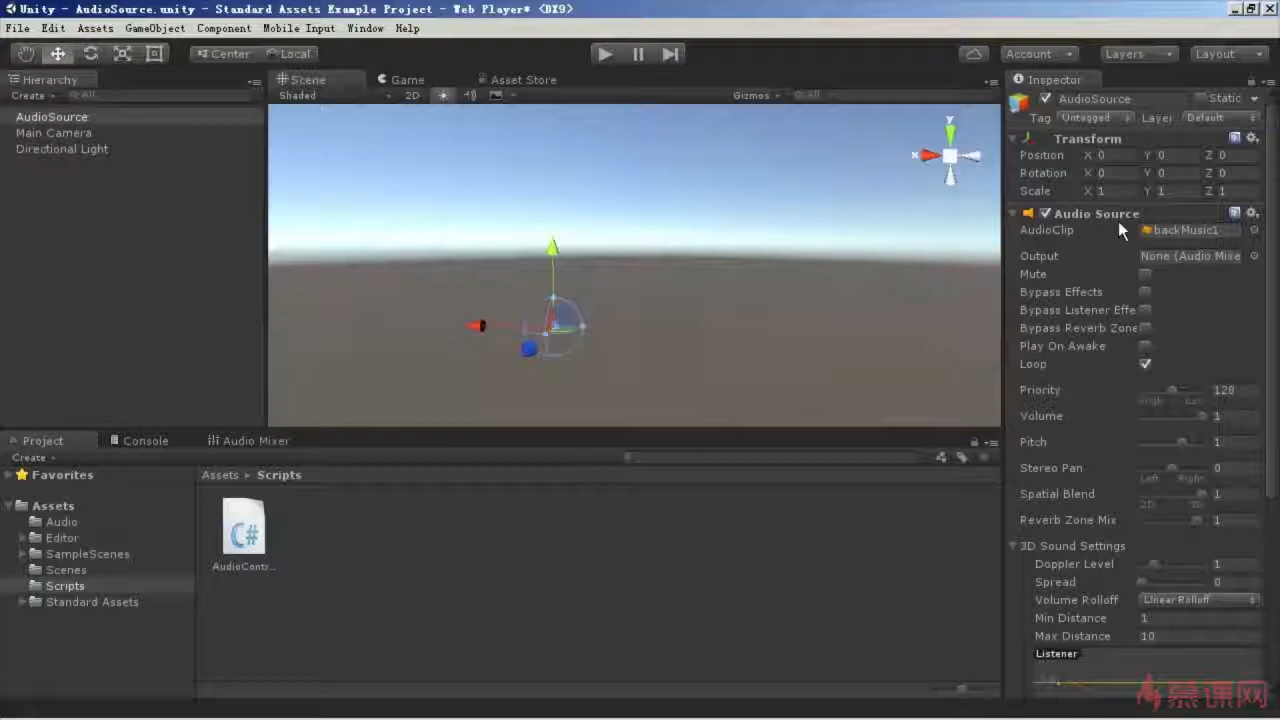 Unity - AudioSource.unity - Standard Assets Example Project - Web Player* <DX9>
File Edit Assets GameObject Component Mobile Input Window Help
Center Local Account Layers Layout
Hierarchy Scene Game Asset Store Inspector
Create All Shaded 2D Gizmos All
AudioSource Static
Tag Untagged Layer Default
AudioSource
Main Camera
Directional Light
y
x
Transform
Position X 0 Y 0 Z 0
Rotation X 0 Y 0 Z 0
Scale X 1 Y 1 Z 1
Audio Source
AudioClip backMusic1
Output None (Audio Mixe
Mute
Bypass Effects
Bypass Listener Effe
Bypass Reverb Zone
Play On Awake
Loop
Priority 128
High Low
Volume 1
Pitch 1
Stereo Pan 0
Left Right
Spatial Blend 1
2D 3D
Reverb Zone Mix 1
3D Sound Settings
Doppler Level 1
Spread 0
Volume Rolloff Linear Rolloff
Min Distance 1
Max Distance 10
Listener
Project Console Audio Mixer
Create
Favorites
Assets
Audio
Editor
SampleScenes
Scenes
Scripts
Standard Assets
Assets Scripts
C#
AudioContr...
慕课网